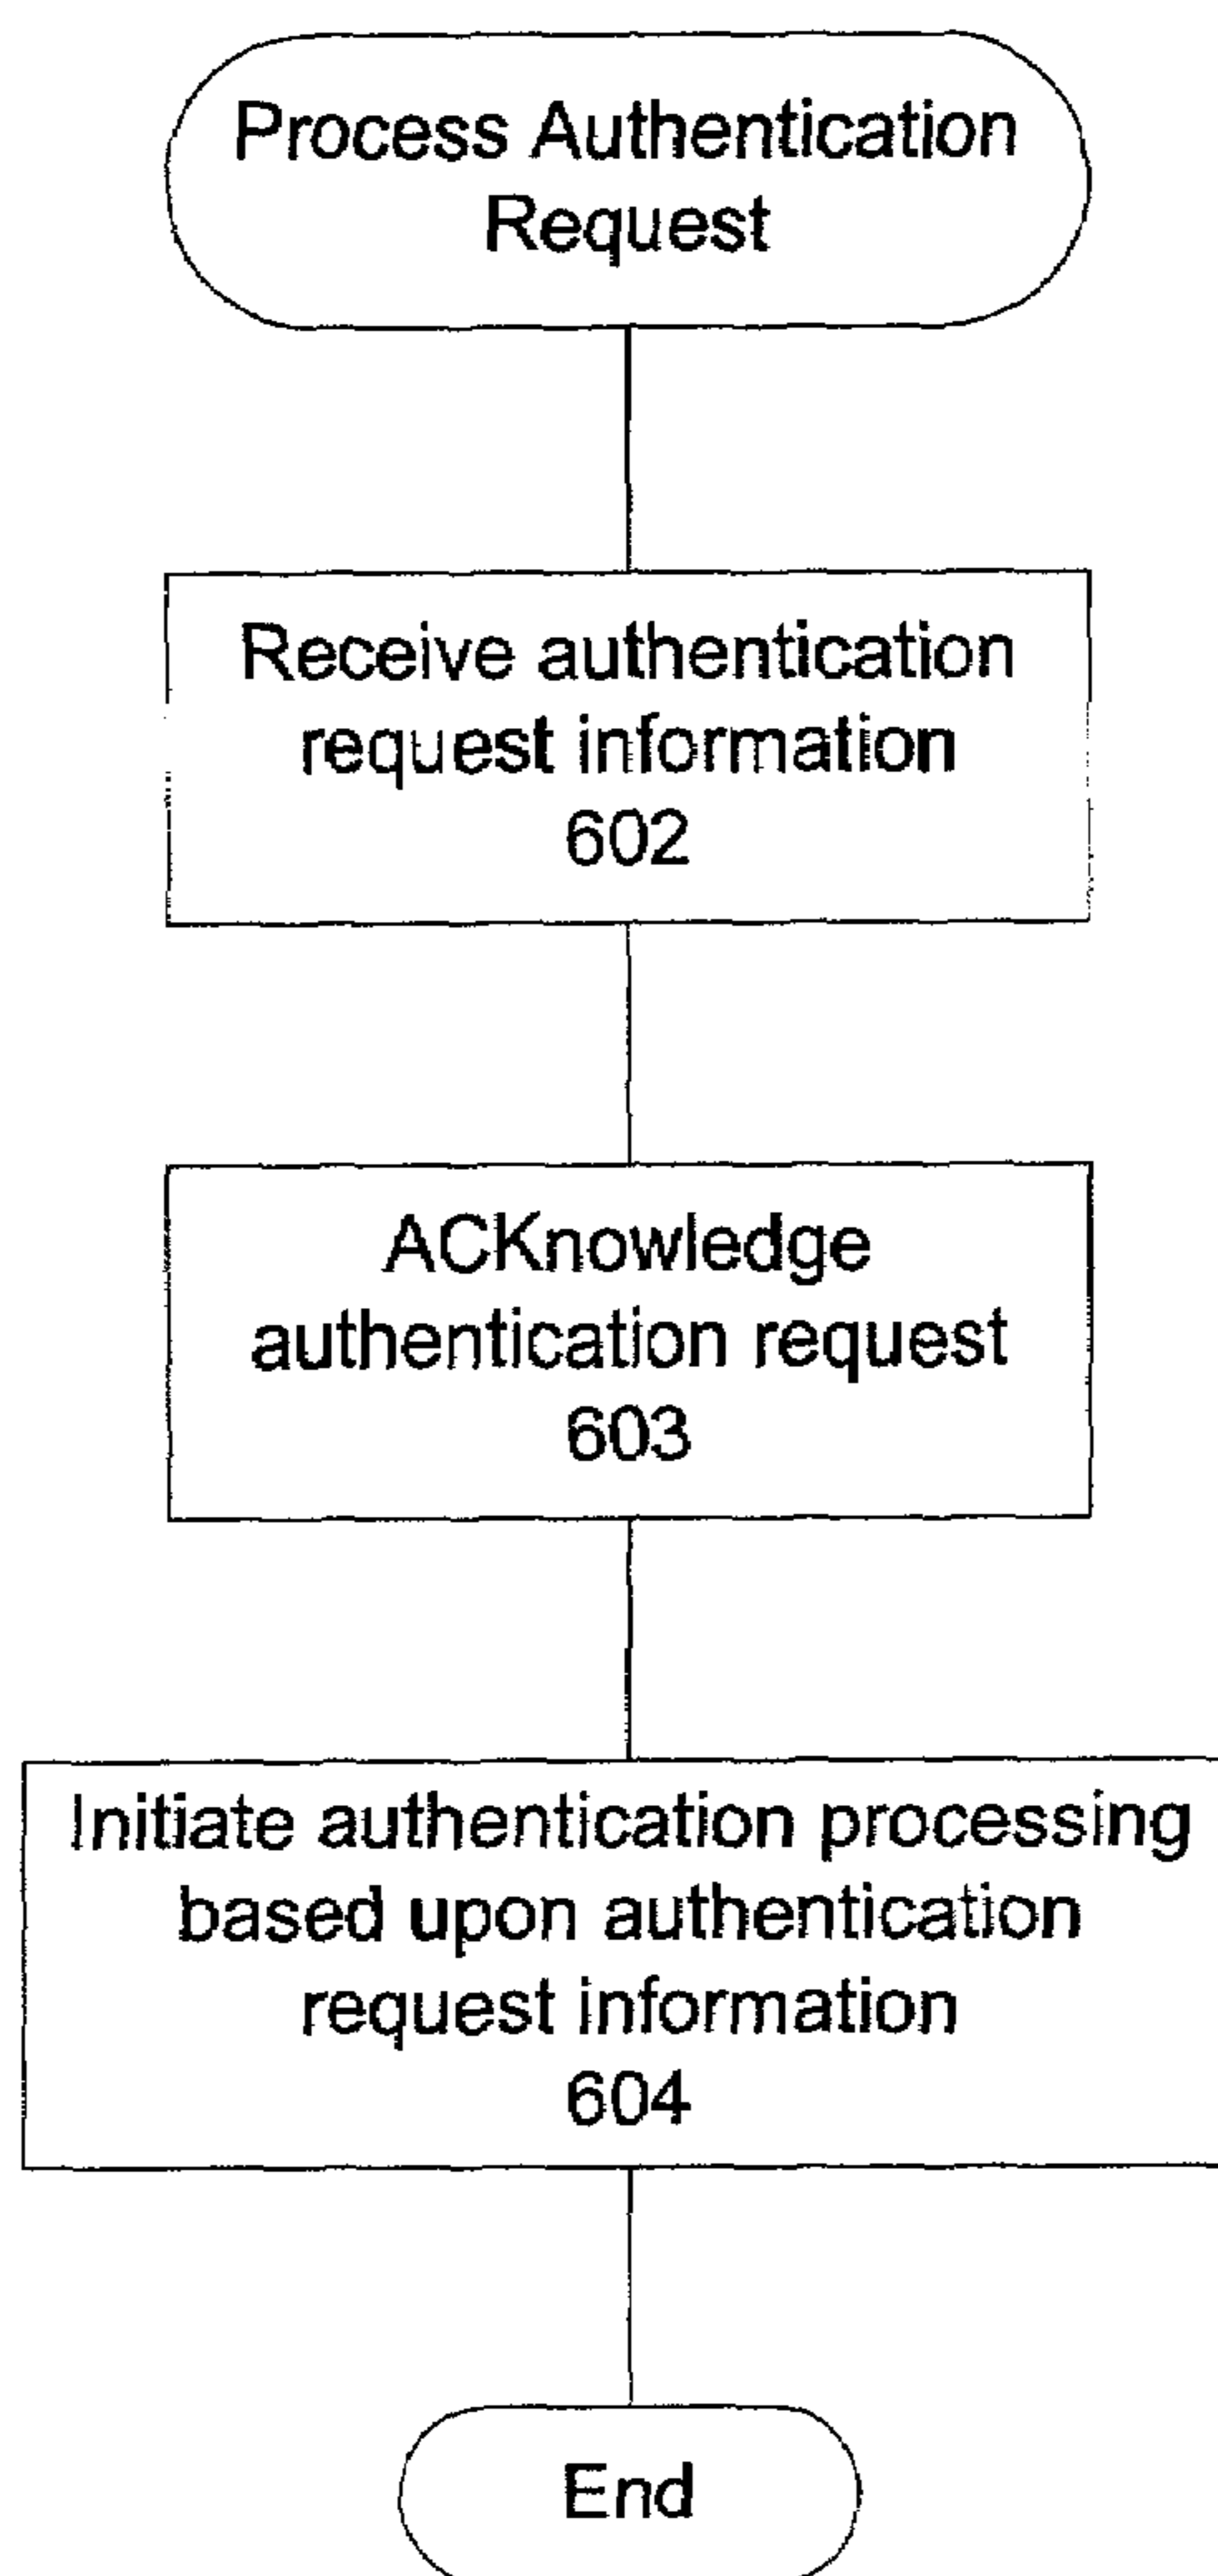 Process Authentication
Request
Receive authentication
request information
602
ACKnowledge
authentication request
603
Initiate authentication processing
based upon authentication
request information
604
End